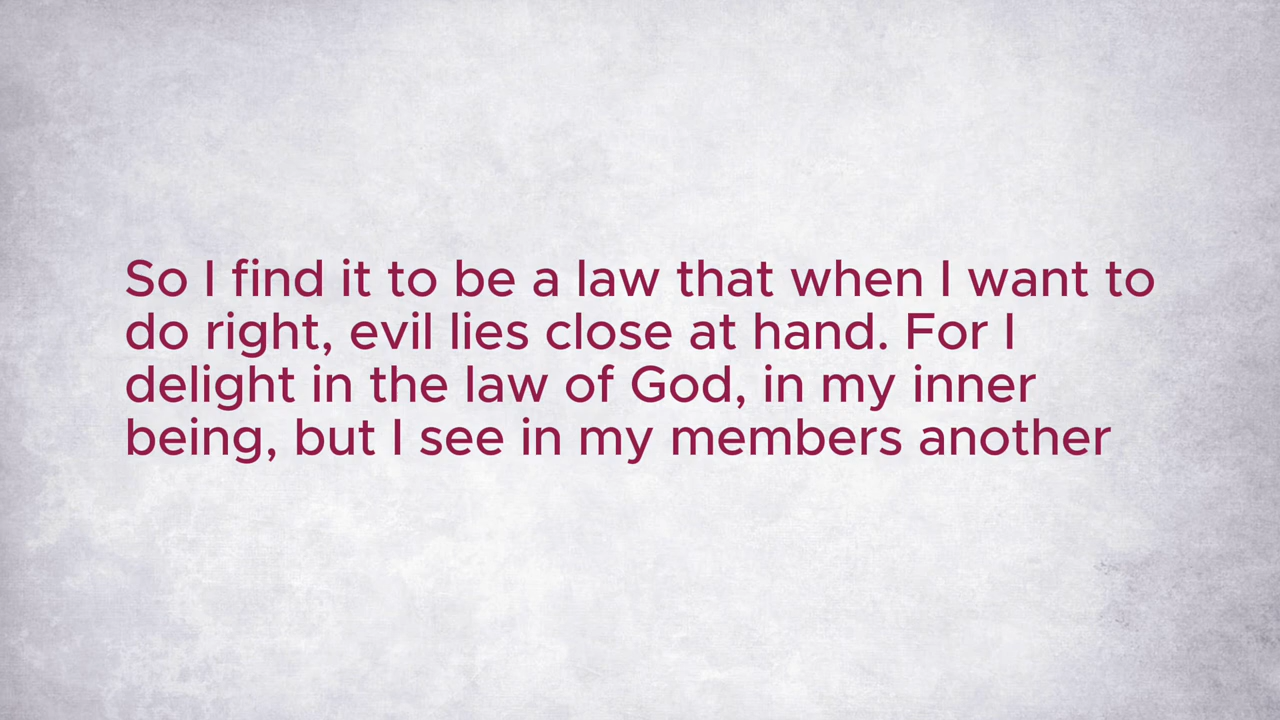 So I find it to be a law that when I want to
do right, evil lies close at hand. For I
delight in the law of God, in my inner
being, but I see in my members another